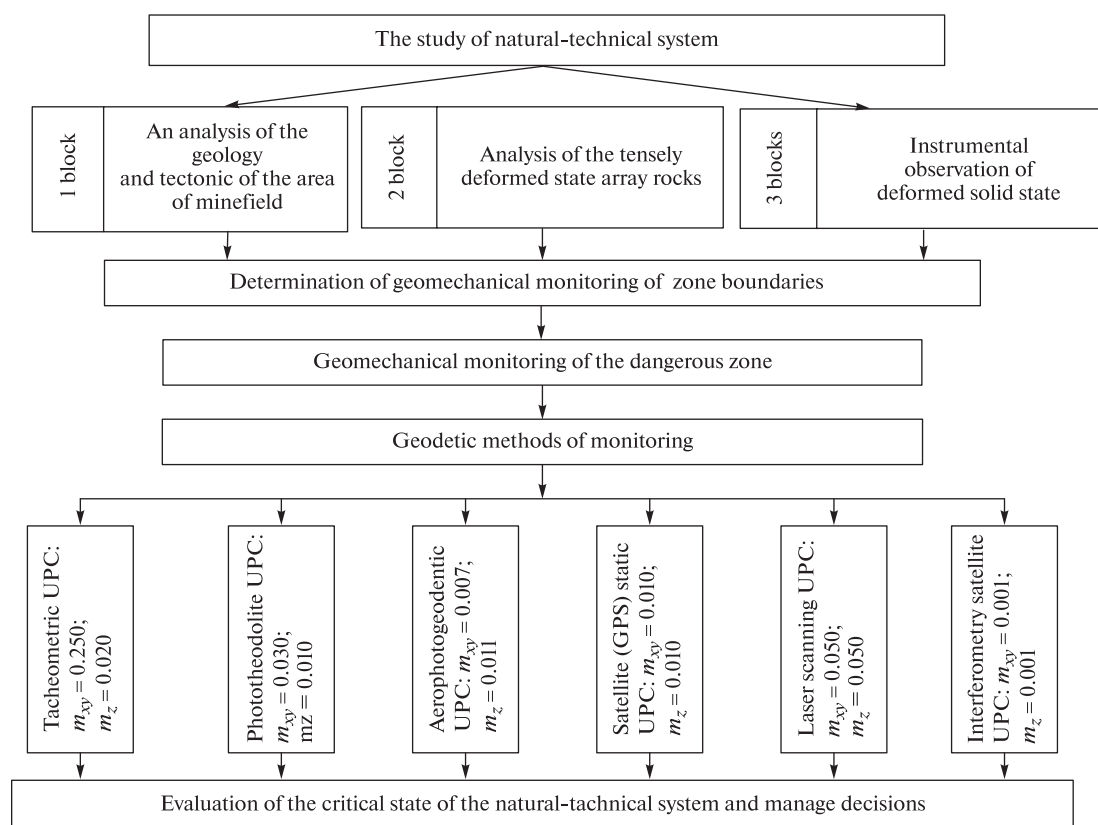 The study of natural-technical system
1 block
An analysis of the
geology
and tectonic of the area
of minefield
2 block
Analysis of the tensely
deformed state array rocks
3 blocks
Instrumental
observation of
deformed solid state
Determination of geomechanical monitoring of zone boundaries
Geomechanical monitoring of the dangerous zone
Geodetic methods of monitoring
Tacheometric UPC:
m_xy = 0.250;
m_z = 0.020
Phototheodolite UPC:
m_xy = 0.030;
mz = 0.010
Aerophotogeodentic
UPC: m_xy = 0.007;
m_z = 0.011
Satellite (GPS) static
UPC: m_xy = 0.010;
m_z = 0.010
Laser scanning UPC:
m_xy = 0.050;
m_z = 0.050
Interferometry satellite
UPC: m_xy = 0.001;
m_z = 0.001
Evaluation of the critical state of the natural-tachnical system and manage decisions